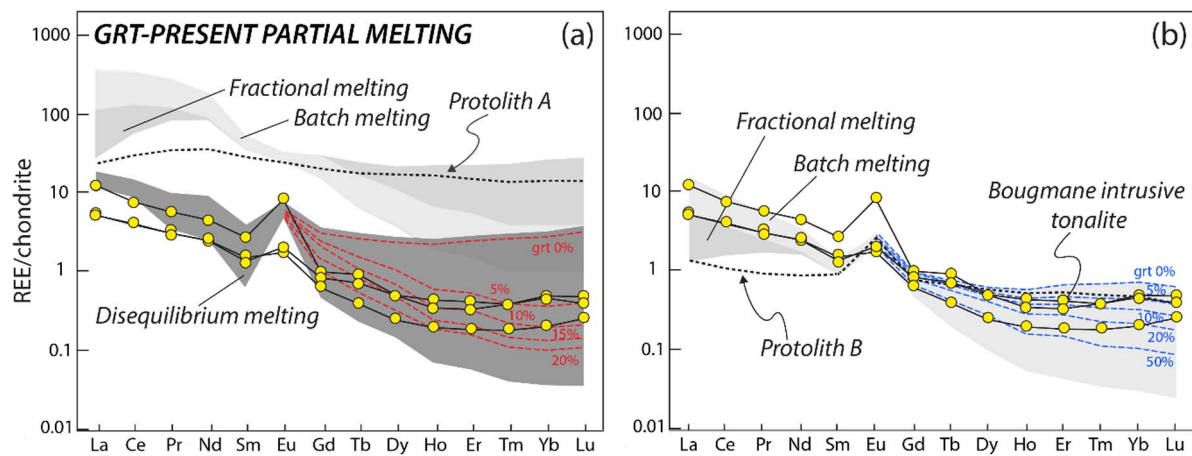 GRT-PRESENT PARTIAL MELTING
(a)
1000
100
10
1
0.1
0.01
REE/chondrite
Fractional melting
Batch melting
Protolith A
Disequilibrium melting
grt 0%
5%
10%
15%
20%
La Ce Pr Nd Sm Eu Gd Tb Dy Ho Er Tm Yb Lu
(b)
1000
100
10
1
0.1
0.01
Fractional melting
Batch melting
Bougmane intrusive
tonalite
Protolith B
grt 0%
5%
10%
20%
50%
La Ce Pr Nd Sm Eu Gd Tb Dy Ho Er Tm Yb Lu